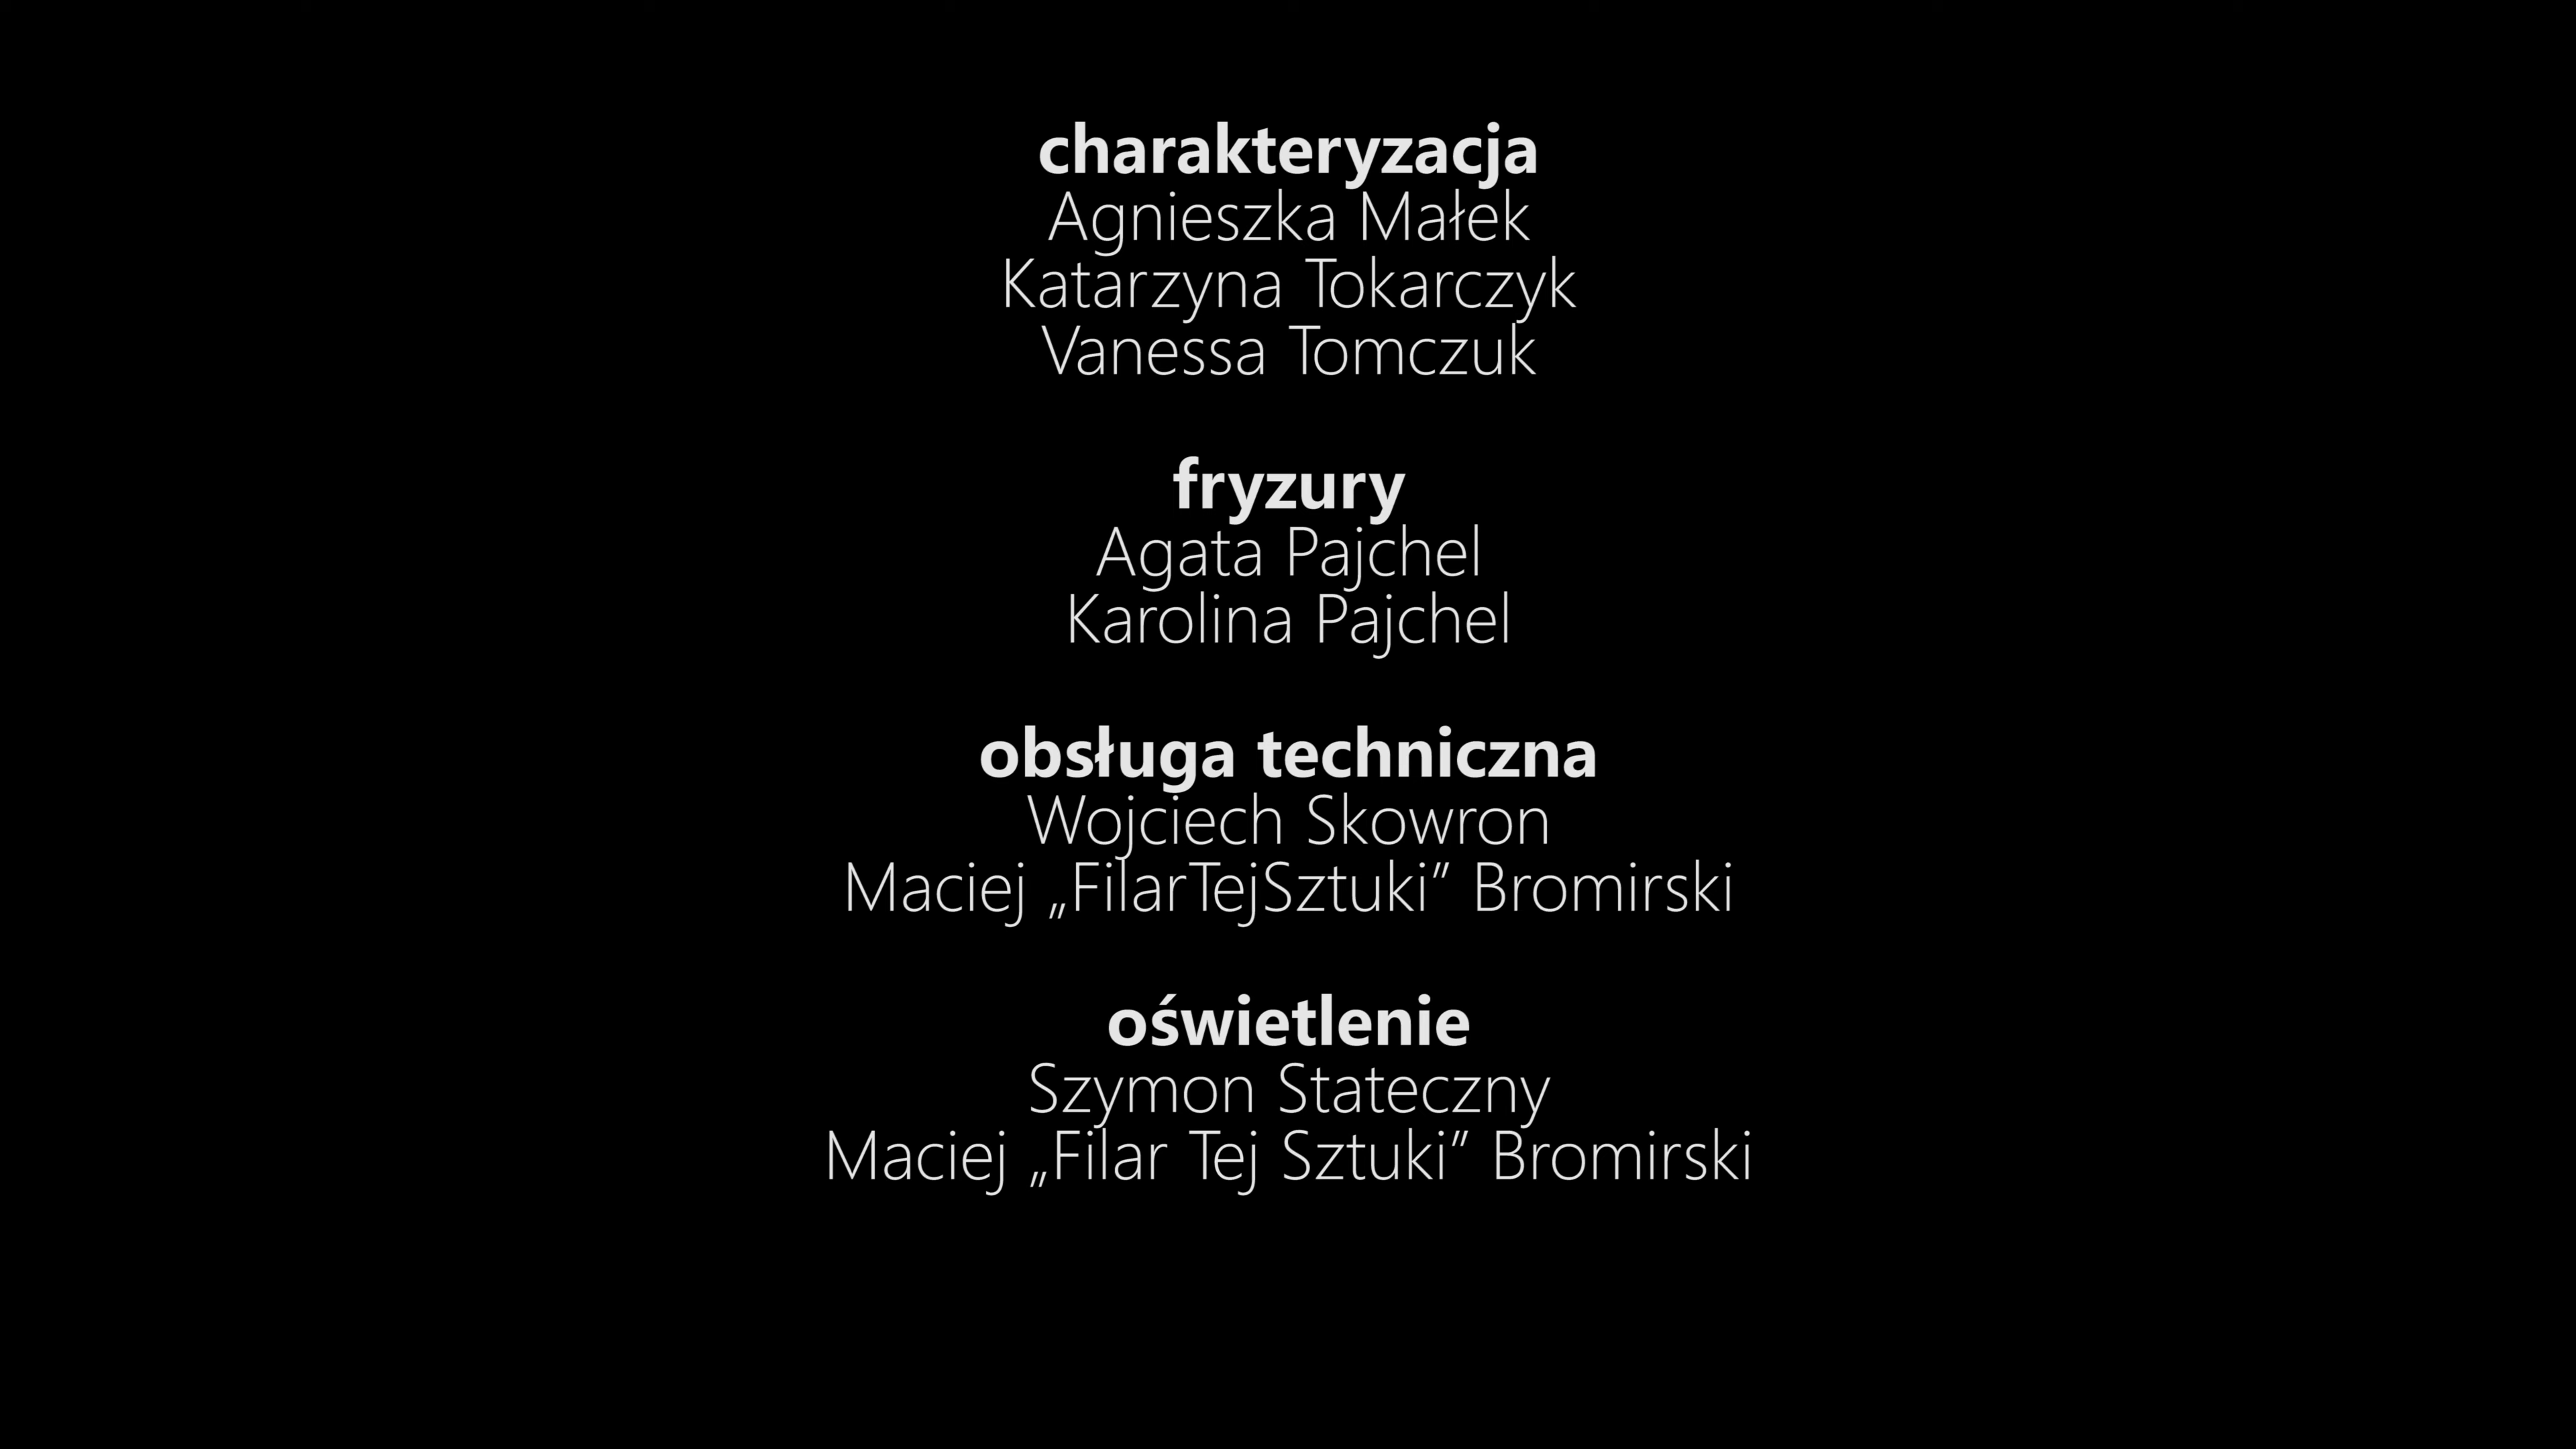 charakteryzacja
Agnieszka Małek
Katarzyna Tokarczyk
Vanessa Tomczuk
fryzury
Agata Pajchel
Karolina Pajchel
obsługa techniczna
Wojciech Skowron
Maciej „FilarTejSztuki” Bromirski
oświetlenie
Szymon Stateczny
Maciej „Filar Tej Sztuki” Bromirski